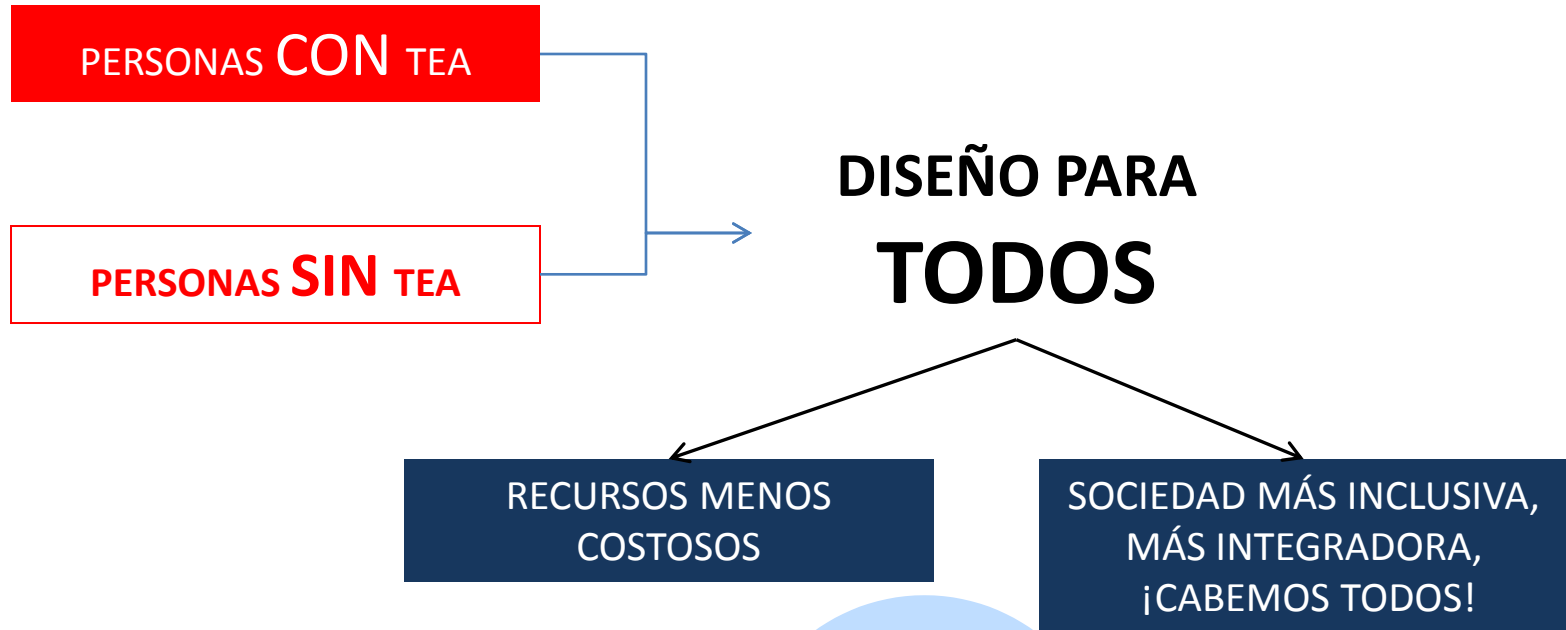 PERSONAS CON TEA
PERSONAS SIN TEA
DISEÑO PARA
TODOS
RECURSOS MENOS
COSTOSOS
SOCIEDAD MÁS INCLUSIVA,
MÁS INTEGRADORA,
¡CABEMOS TODOS!